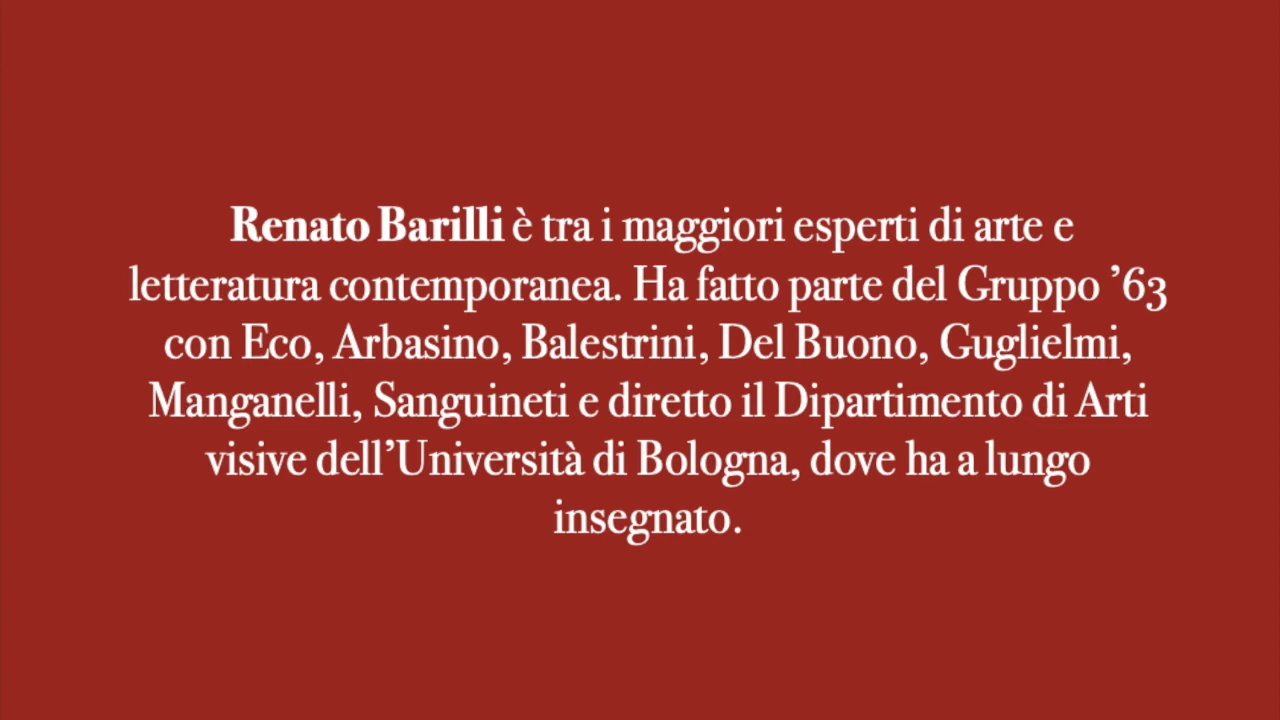 Renato Barilli è tra i maggiori esperti di arte e
letteratura contemporanea. Ha fatto parte del Gruppo ’63
con Eco, Arbasino, Balestrini, Del Buono, Guglielmi,
Manganelli, Sanguineti e diretto il Dipartimento di Arti
visive dell’Università di Bologna, dove ha a lungo
insegnato.